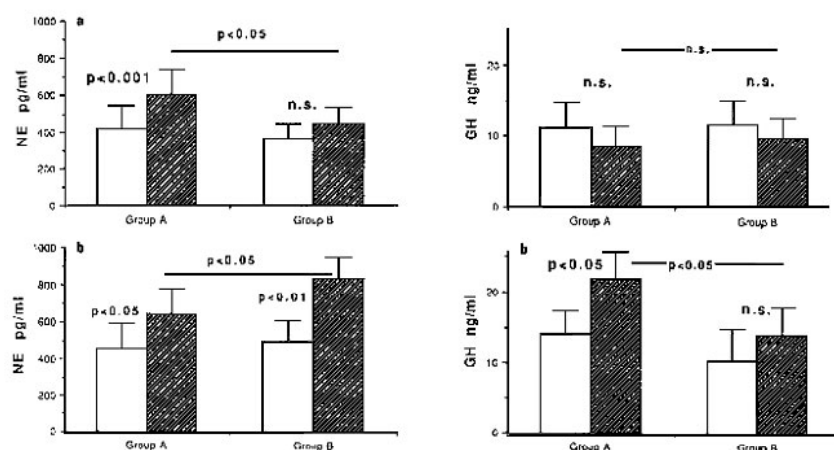 a
1000
800
600
400
200
0
NE pg/ml
p<0.05
p<0.001
n.s.
Group A
Group B
20
10
0
GH ng/ml
n.s.
n.s.
n.s.
Group A
Group B
b
1000
800
600
400
200
0
NE pg/ml
p<0.05
p<0.05
p<0.01
Group A
Group B
b
20
10
0
GH ng/ml
p<0.05
p<0.05
n.s.
Group A
Group B